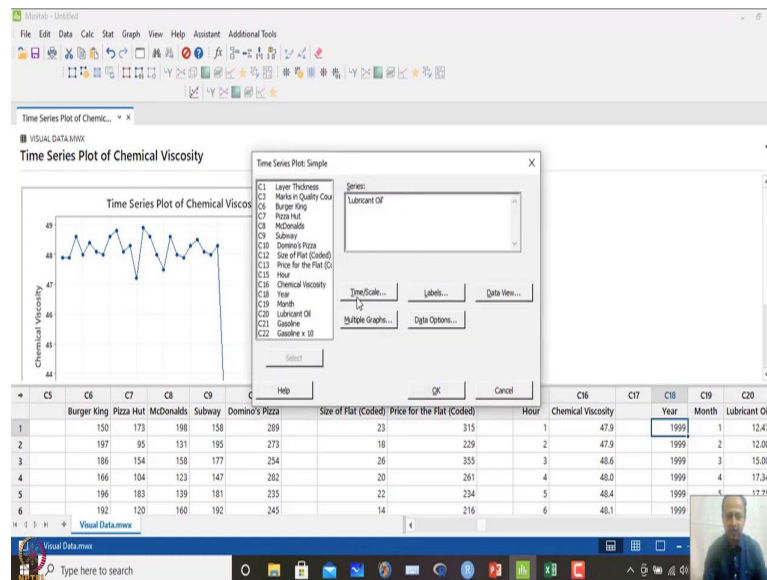 Minitab - Untitled
File Edit Data Calc Stat Graph View Help Assistant Additional Tools
Time Series Plot of Chemic...
VISUAL DATA.MWX
Time Series Plot of Chemical Viscosity
Time Series Plot of Chemical Viscos
Chemical Viscosity
49
48
47
46
45
44
Time Series Plot: Simple
C1 Layer Thickness
C3 Marks in Quality Cou
C6 Burger King
C7 Pizza Hut
C8 McDonalds
C9 Subway
C10 Domino's Pizza
C12 Size of Flat (Coded)
C13 Price for the Flat (C
C15 Hour
C16 Chemical Viscosity
C18 Year
C19 Month
C20 Lubricant Oil
C21 Gasoline
C22 Gasoline x 10
Series:
'Lubricant Oil'
Time/Scale... Labels... Data View...
Multiple Graphs... Data Options...
Select
Help OK Cancel
C5 C6 C7 C8 C9 C16 C17 C18 C19 C20
Burger King Pizza Hut McDonalds Subway Domino's Pizza Size of Flat (Coded) Price for the Flat (Coded) Hour Chemical Viscosity Year Month Lubricant Oi
1 150 173 198 158 289 23 315 1 47.9 1999 1 12.47
2 197 95 131 195 273 18 229 2 47.9 1999 2 12.00
3 186 154 158 177 254 26 355 3 48.6 1999 3 15.00
4 166 104 123 147 282 20 261 4 48.0 1999 4 17.34
5 196 183 139 181 235 22 234 5 48.4 1999 5 17.75
6 192 120 160 192 245 14 216 6 48.1 1999
Visual Data.mwx
Visual Data.mwx
Type here to search
NPTEL